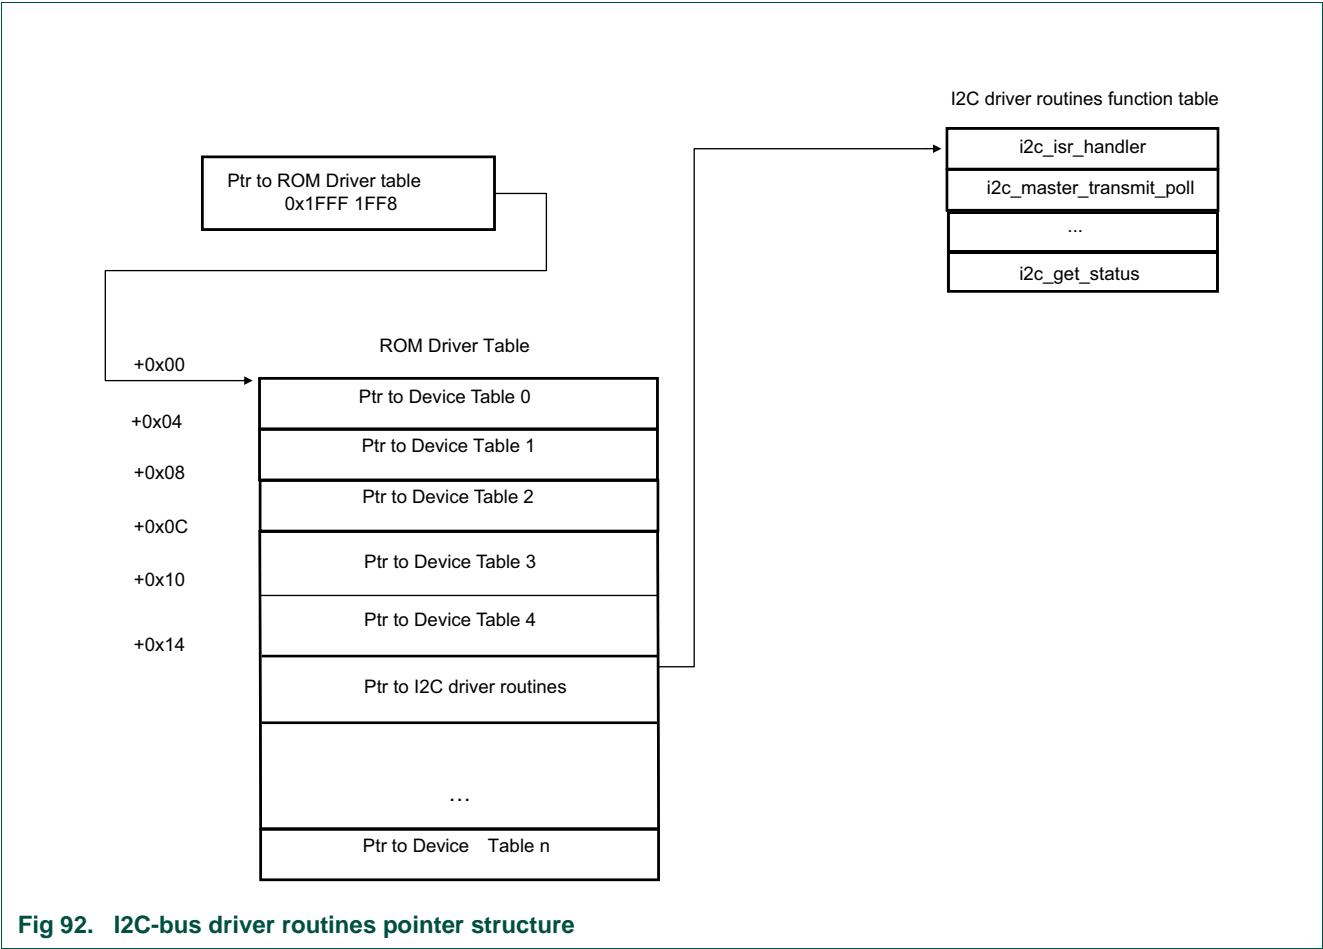 I2C driver routines function table
i2c_isr_handler
i2c_master_transmit_poll
...
i2c_get_status
Ptr to ROM Driver table
0x1FFF 1FF8
ROM Driver Table
+0x00
Ptr to Device Table 0
+0x04
Ptr to Device Table 1
+0x08
Ptr to Device Table 2
+0x0C
Ptr to Device Table 3
+0x10
Ptr to Device Table 4
+0x14
Ptr to I2C driver routines
...
Ptr to Device Table n
Fig 92. I2C-bus driver routines pointer structure